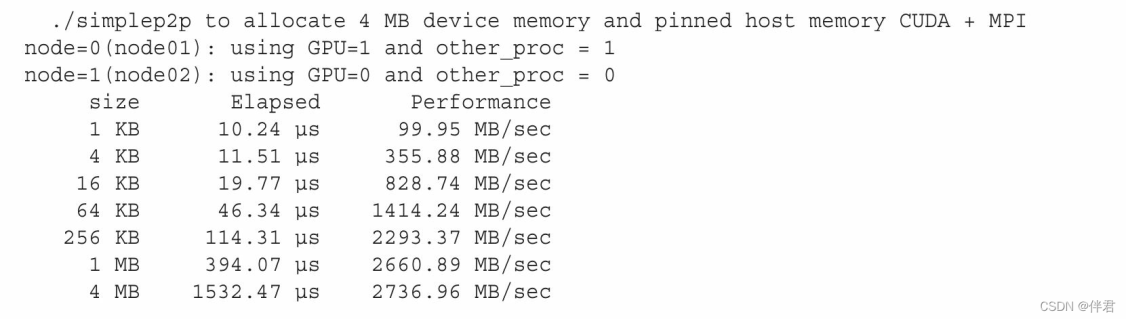 ./simplep2p to allocate 4 MB device memory and pinned host memory CUDA + MPI
node=0(node01): using GPU=1 and other_proc = 1
node=1(node02): using GPU=0 and other_proc = 0
size Elapsed Performance
1 KB 10.24 µs 99.95 MB/sec
4 KB 11.51 µs 355.88 MB/sec
16 KB 19.77 µs 828.74 MB/sec
64 KB 46.34 µs 1414.24 MB/sec
256 KB 114.31 µs 2293.37 MB/sec
1 MB 394.07 µs 2660.89 MB/sec
4 MB 1532.47 µs 2736.96 MB/sec
CSDN @伴君